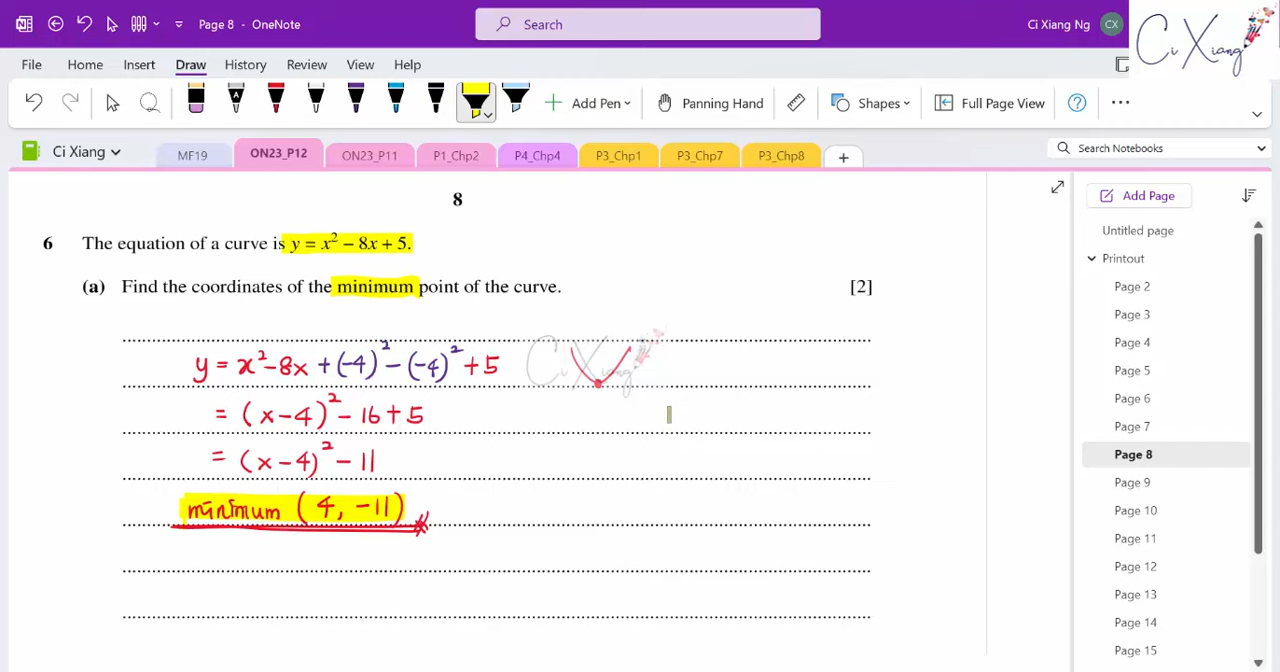 Page 8 - OneNote
Search
Ci Xiang Ng
CX
Ci Xiang
File Home Insert Draw History Review View Help
A
Add Pen
Panning Hand
Shapes
Full Page View
?
Ci Xiang
MF19
ON23_P12
ON23_P11
P1_Chp2
P4_Chp4
P3_Chp1
P3_Chp7
P3_Chp8
+
Search Notebooks
Add Page
Untitled page
Printout
Page 2
Page 3
Page 4
Page 5
Page 6
Page 7
Page 8
Page 9
Page 10
Page 11
Page 12
Page 13
Page 14
Page 15
8
6 The equation of a curve is y = x² − 8x + 5.
(a) Find the coordinates of the minimum point of the curve. [2]
y = x² - 8x + (-4)² - (-4)² + 5
Ci Xiang
= (x - 4)² - 16 + 5
= (x - 4)² - 11
minimum (4, -11)